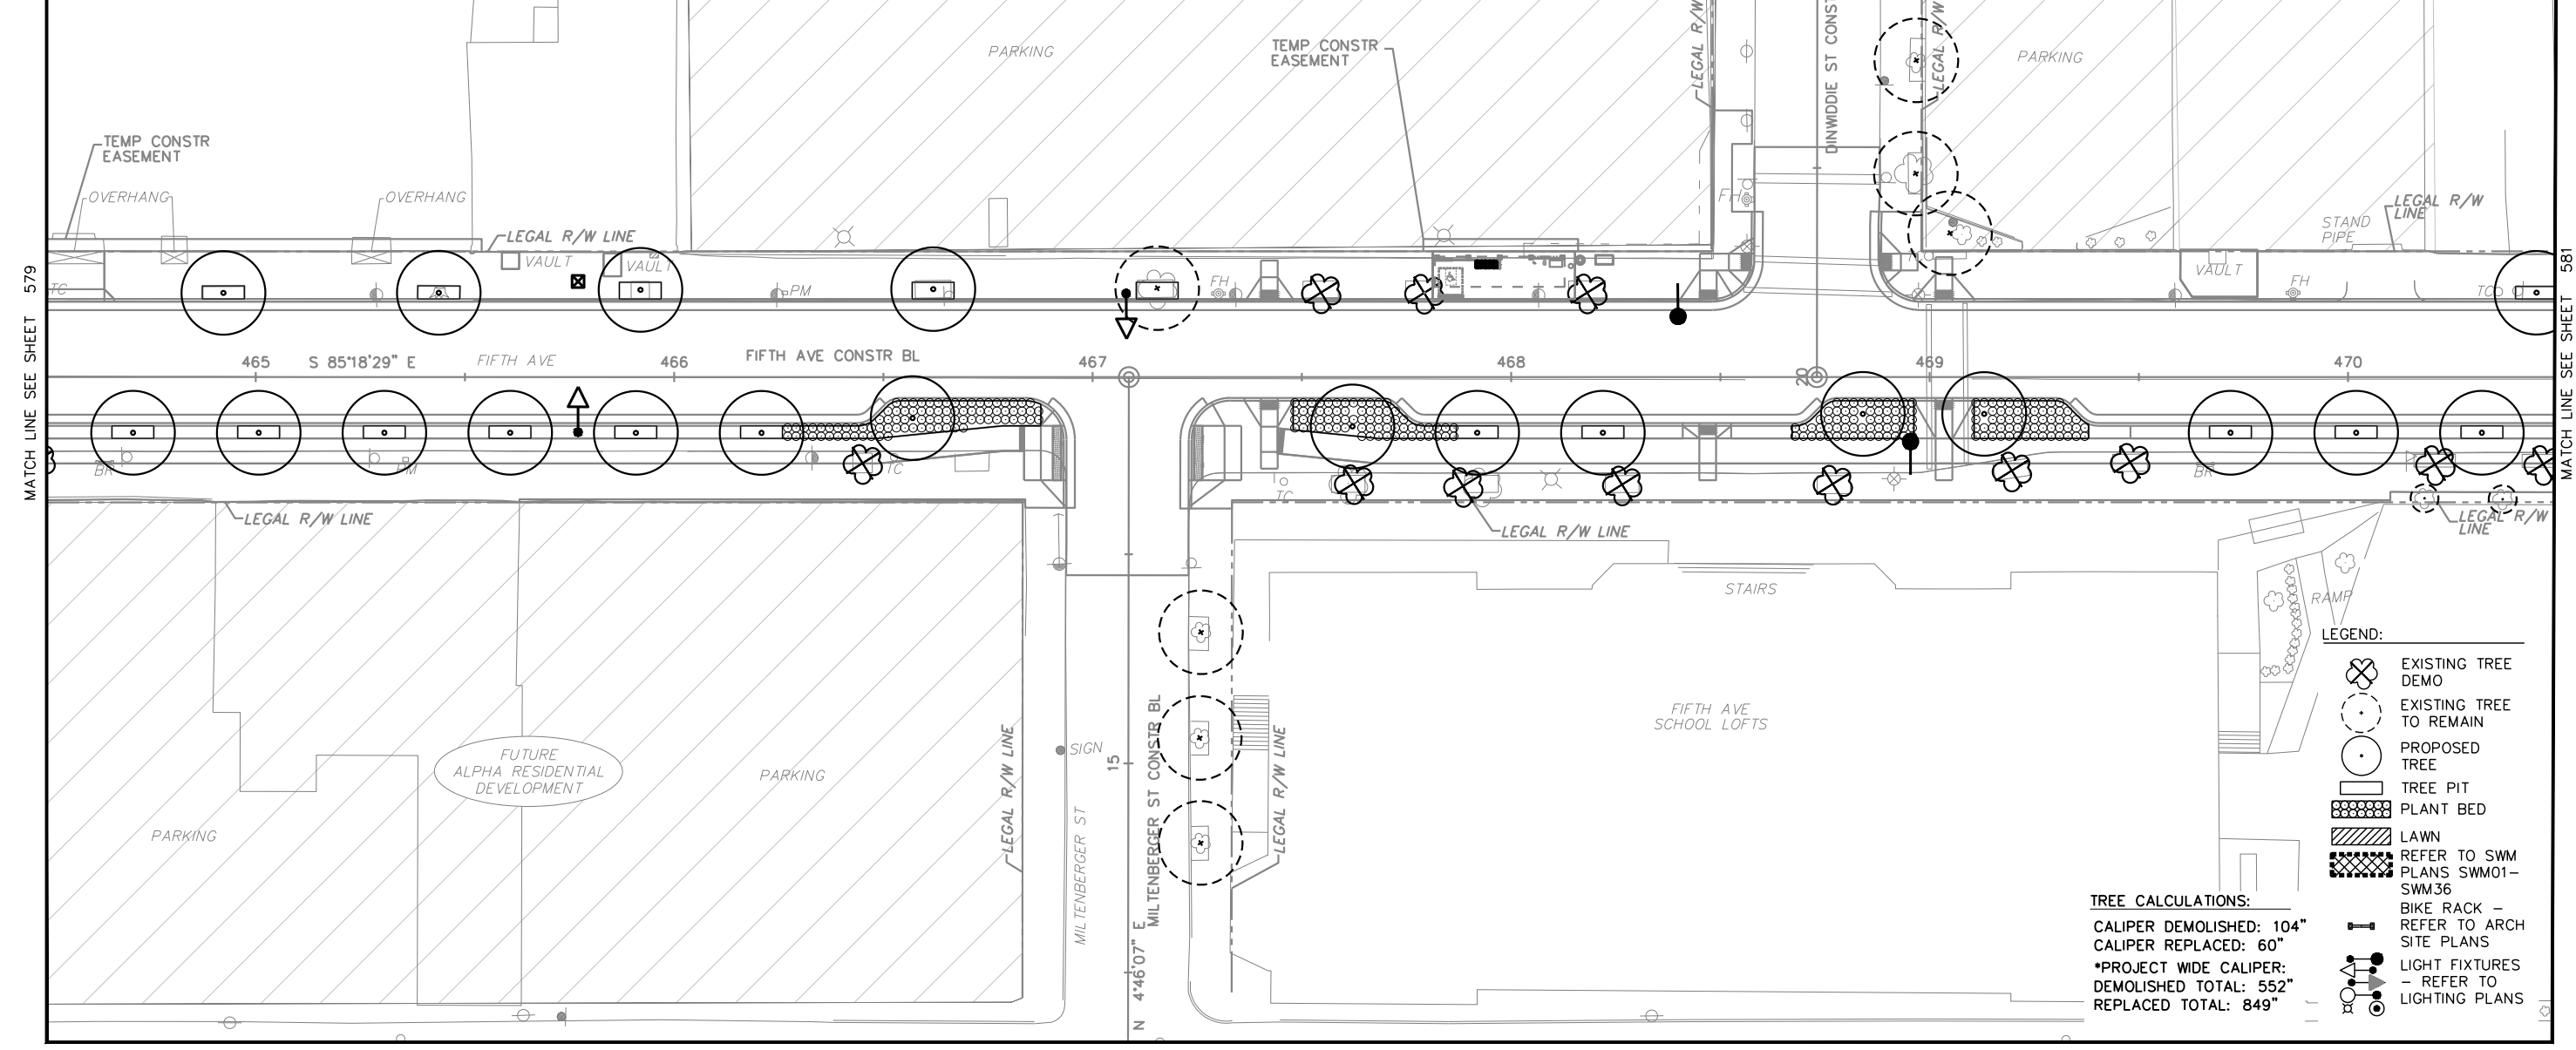 PARKING
TEMP CONSTR
EASEMENT
LEGAL R/W
DINWIDDIE ST CONST
LEGAL R/W
PARKING
TEMP CONSTR
EASEMENT
OVERHANG
OVERHANG
LEGAL R/W LINE
VAULT
VAULT
TC
PM
FH
FH
LEGAL R/W
LINE
STAND
PIPE
VAULT
FH
TC
MATCH LINE SEE SHEET 579
MATCH LINE SEE SHEET 581
465
S 85°18'29" E
FIFTH AVE
466
FIFTH AVE CONSTR BL
467
468
20
469
470
BR
PM
TC
TC
BR
LEGAL R/W LINE
LEGAL R/W LINE
LEGAL R/W
LINE
STAIRS
RAMP
FIFTH AVE
SCHOOL LOFTS
FUTURE
ALPHA RESIDENTIAL
DEVELOPMENT
PARKING
PARKING
LEGAL R/W LINE
SIGN
MILTENBERGER ST
15
MILTENBERGER ST CONSTR BL
N 4°46'07" E
LEGAL R/W LINE
LEGEND:
EXISTING TREE
DEMO
EXISTING TREE
TO REMAIN
PROPOSED
TREE
TREE PIT
PLANT BED
LAWN
REFER TO SWM
PLANS SWM01-
SWM36
BIKE RACK -
REFER TO ARCH
SITE PLANS
LIGHT FIXTURES
- REFER TO
LIGHTING PLANS
TREE CALCULATIONS:
CALIPER DEMOLISHED: 104"
CALIPER REPLACED: 60"
*PROJECT WIDE CALIPER:
DEMOLISHED TOTAL: 552"
REPLACED TOTAL: 849"